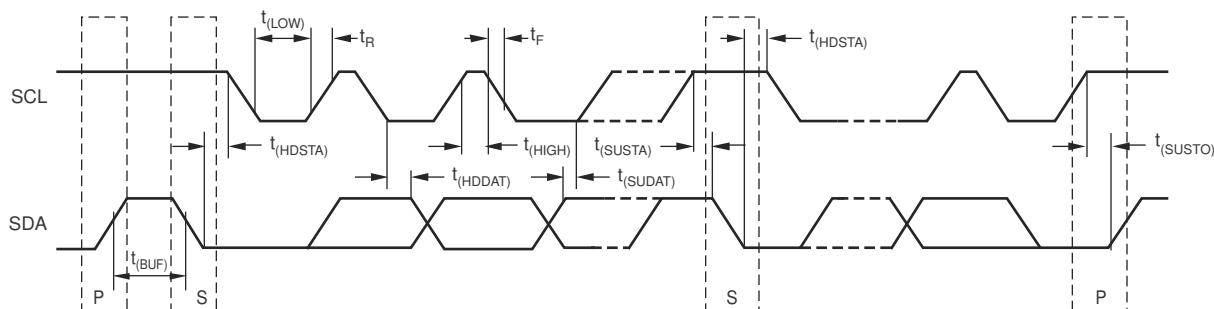 t(LOW)
tR
tF
t(HDSTA)
SCL
t(HDSTA)
t(HIGH)
t(SUSTA)
t(SUSTO)
t(HDDAT)
t(SUDAT)
SDA
t(BUF)
P
S
S
P